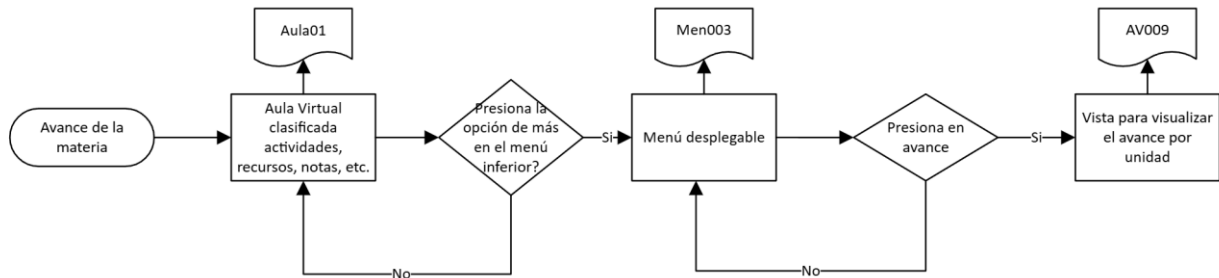 Aula01
Men003
AV009
Avance de la
materia
Aula Virtual
clasificada
actividades,
recursos, notas, etc.
Presiona la
opción de más
en el menú
inferior?
Si
Menú desplegable
Presiona en
avance
Si
Vista para visualizar
el avance por
unidad
No
No